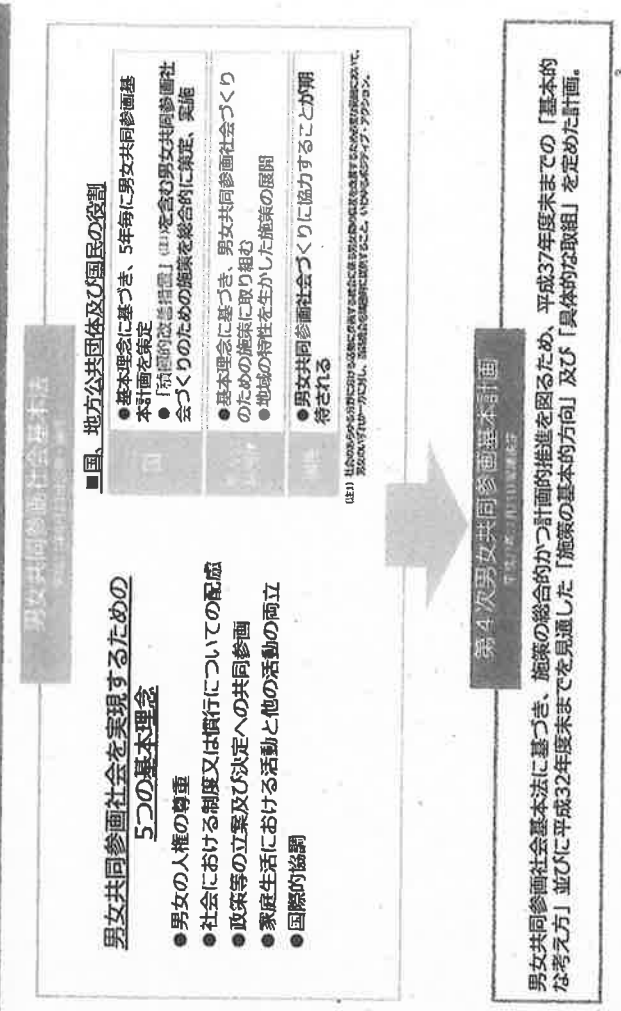 男女共同参画社会基本法
男女共同参画社会を実現するための
5つの基本理念
●男女の人権の尊重
●社会における制度又は慣行についての配慮
●政策等の立案及び決定への共同参画
●家庭生活における活動と他の活動の両立
●国際的協調
■国、地方公共団体及び国民の役割
国
●基本理念に基づき、5年毎に男女共同参画基
本計画を策定
●「積極的改善措置」(注1)を含む男女共同参画社
会づくりのための施策を総合的に策定、実施
●基本理念に基づき、男女共同参画社会づくり
のための施策に取り組む
●地域の特性を生かした施策の展開
●男女共同参画社会づくりに協力することが期
待される
第4次男女共同参画基本計画
男女共同参画社会基本法に基づき、施策の総合的かつ計画的推進を図るため、平成37年度末までの「基本的
な考え方」並びに平成32年度末までを見通した「施策の基本的方向」及び「具体的な取組」を定めた計画。